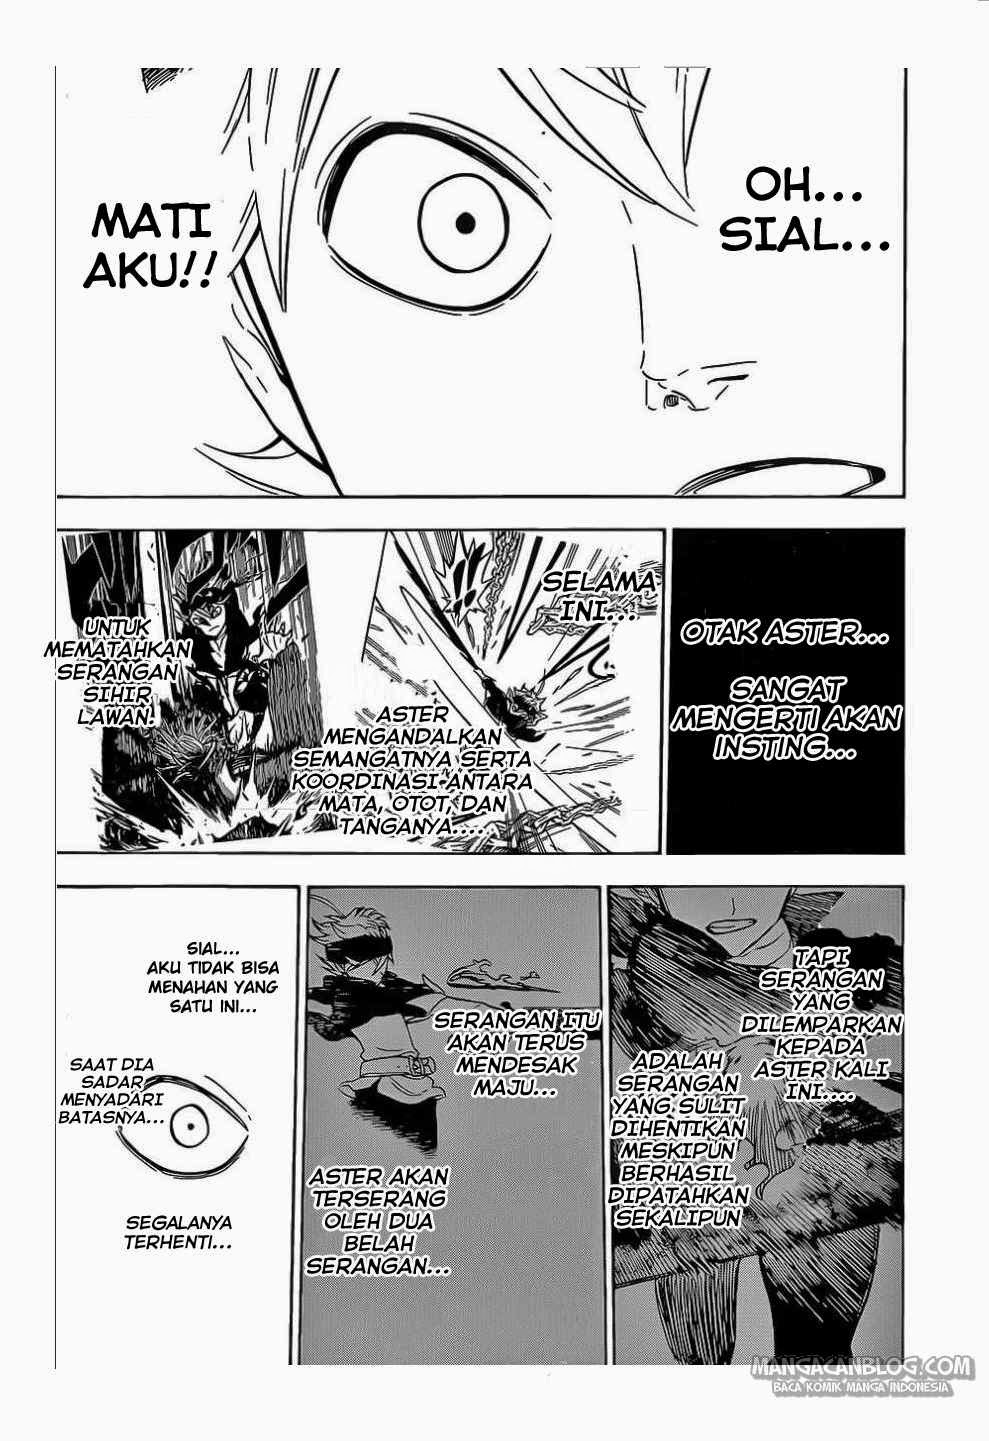 OH...
SIAL...
MATI
AKU!!
OTAK ASTER...
SANGAT
MENGERTI AKAN
INSTING...
SELAMA
INI...
ASTER
MENGANDALKAN
SEMANGATNYA SERTA
KOORDINASI ANTARA
MATA, OTOT, DAN
TANGANYA....
UNTUK
MEMATAHKAN
SERANGAN
SIHIR
LAWAN.
TAPI
SERANGAN
YANG
DILEMPARKAN
KEPADA
ASTER KALI
INI....
ADALAH
SERANGAN
YANG SULIT
DIHENTIKAN
MESKIPUN
BERHASIL
DIPATAHKAN
SEKALIPUN
SERANGAN ITU
AKAN TERUS
MENDESAK
MAJU...
ASTER AKAN
TERSERANG
OLEH DUA
BELAH
SERANGAN...
SIAL...
AKU TIDAK BISA
MENAHAN YANG
SATU INI...
SAAT DIA
SADAR
MENYADARI
BATASNYA...
SEGALANYA
TERHENTI...
MANGACANBLOG.COM
BACA KOMIK MANGA INDONESIA